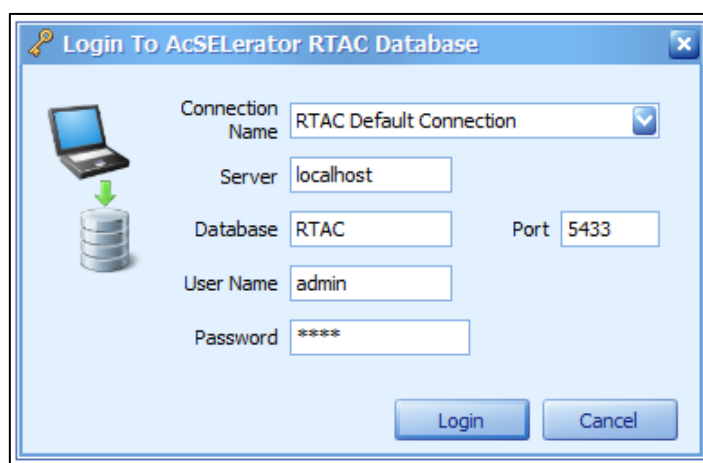 Login To AcSELerator RTAC Database
Connection Name RTAC Default Connection
Server localhost
Database RTAC Port 5433
User Name admin
Password ****
Login Cancel